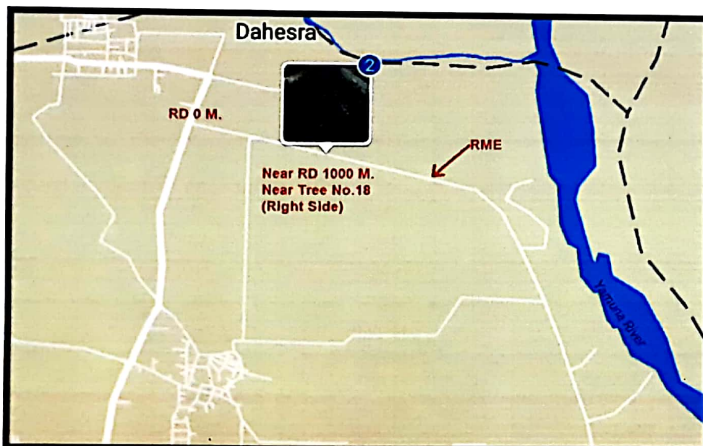 Dahesra
2
RD 0 M.
RME
Near RD 1000 M.
Near Tree No.18
(Right Side)
Yamuna River